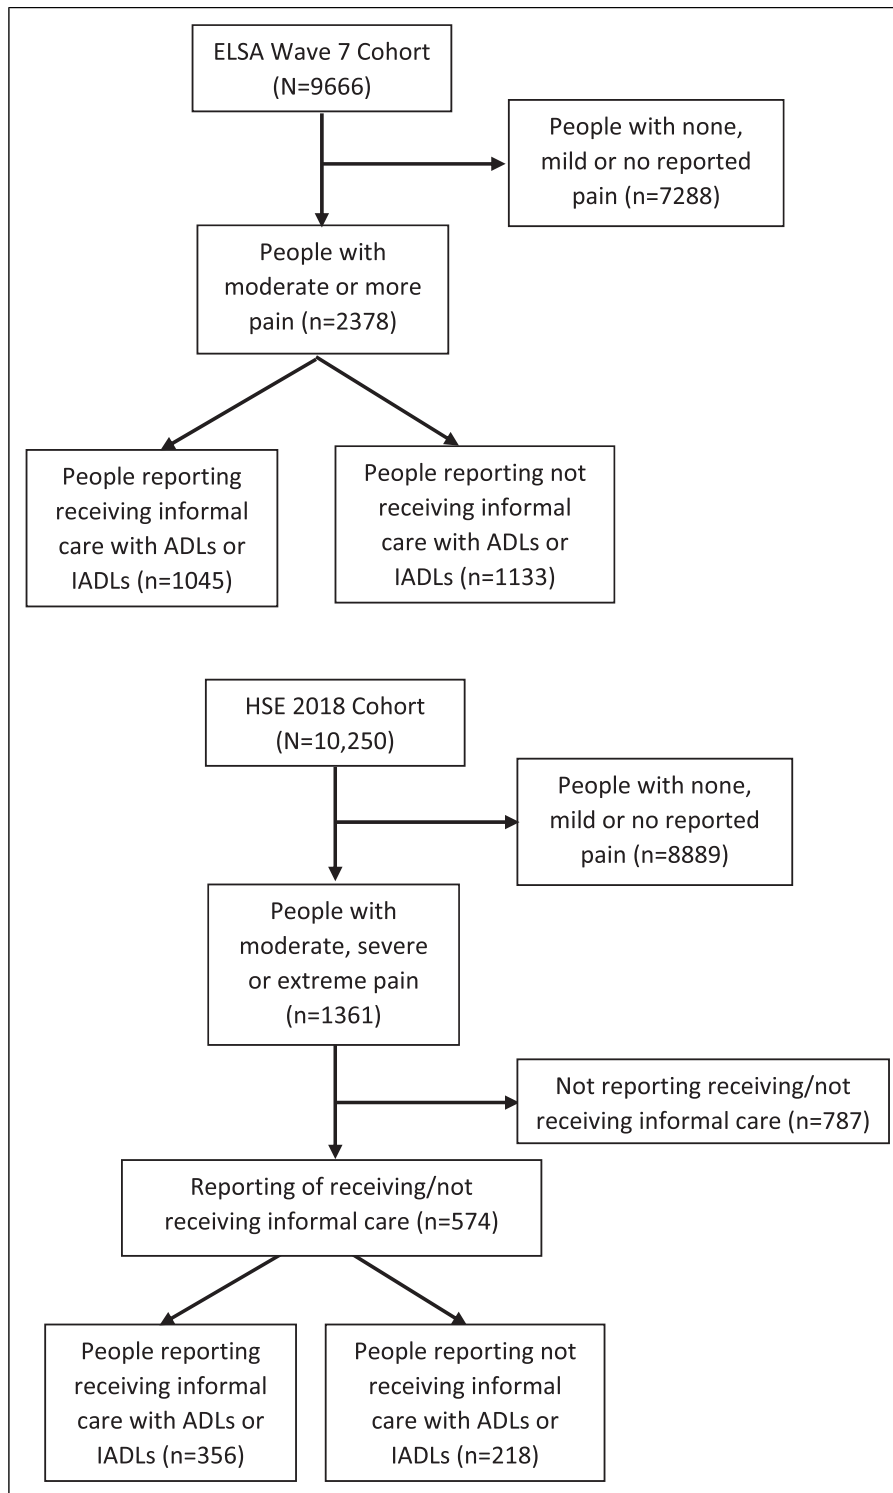 ELSA Wave 7 Cohort
(N=9666)
People with none,
mild or no reported
pain (n=7288)
People with
moderate or more
pain (n=2378)
People reporting
receiving informal
care with ADLs or
IADLs (n=1045)
People reporting not
receiving informal
care with ADLs or
IADLs (n=1133)
HSE 2018 Cohort
(N=10,250)
People with none,
mild or no reported
pain (n=8889)
People with
moderate, severe
or extreme pain
(n=1361)
Not reporting receiving/not
receiving informal care (n=787)
Reporting of receiving/not
receiving informal care (n=574)
People reporting
receiving informal
care with ADLs or
IADLs (n=356)
People reporting not
receiving informal
care with ADLs or
IADLs (n=218)